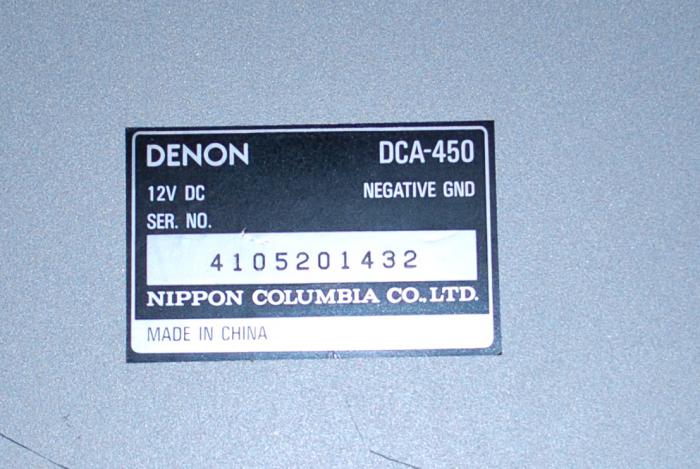 DENON DCA-450
12V DC NEGATIVE GND
SER. NO.
4105201432
NIPPON COLUMBIA CO., LTD.
MADE IN CHINA